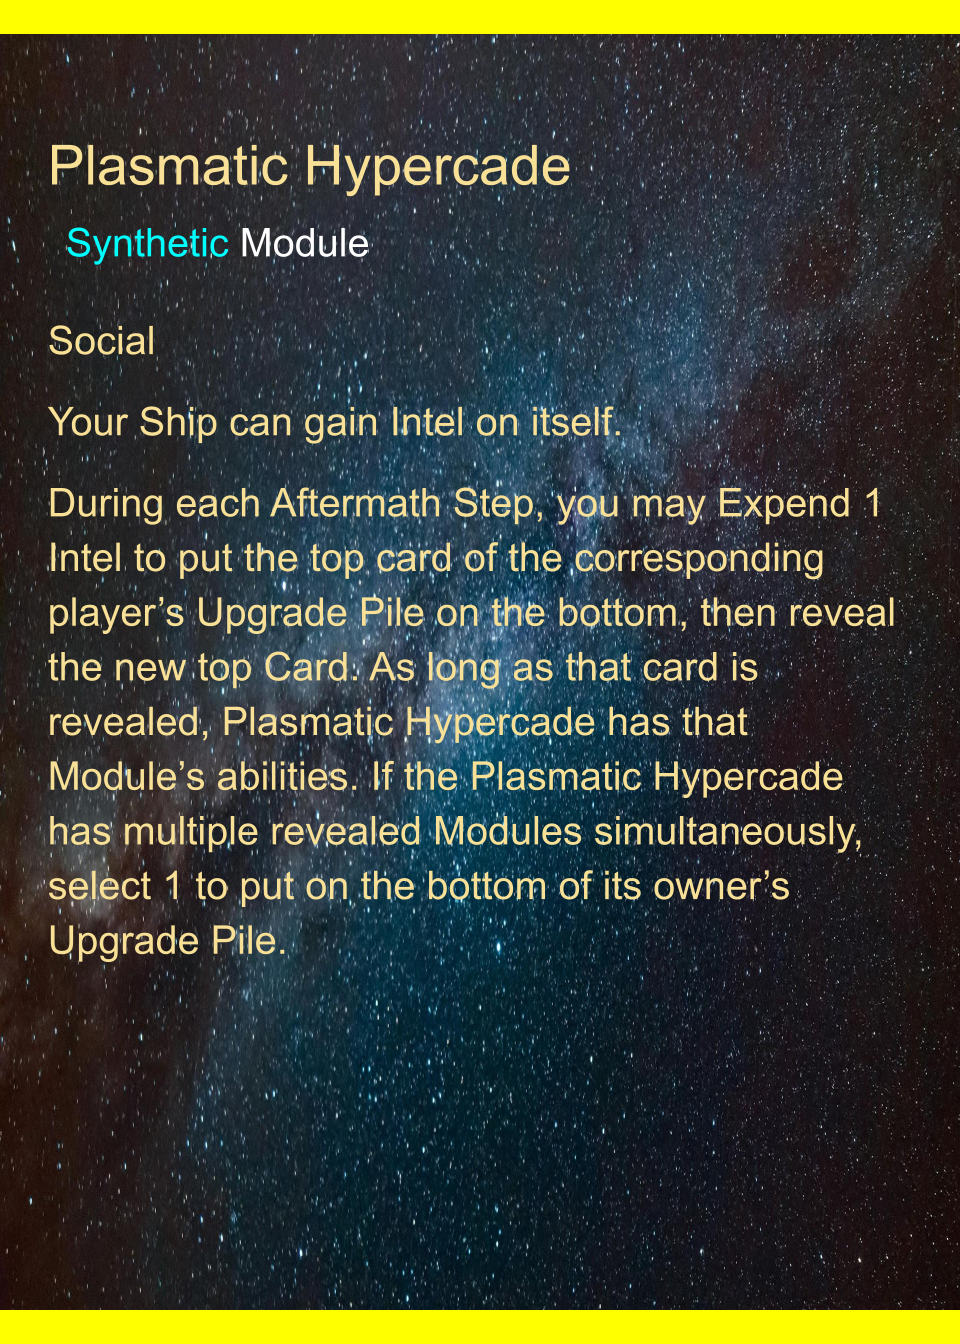 Plasmatic Hypercade
Synthetic Module
Social
Your Ship can gain Intel on itself.
During each Aftermath Step, you may Expend 1
Intel to put the top card of the corresponding
player’s Upgrade Pile on the bottom, then reveal
the new top Card. As long as that card is
revealed, Plasmatic Hypercade has that
Module’s abilities. If the Plasmatic Hypercade
has multiple revealed Modules simultaneously,
select 1 to put on the bottom of its owner’s
Upgrade Pile.